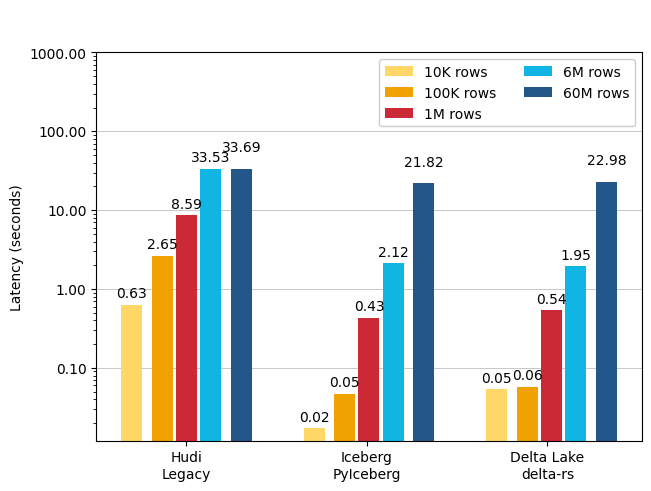 1000.00
100.00
10.00
1.00
0.10
Latency (seconds)
10K rows
100K rows
1M rows
6M rows
60M rows
0.63
2.65
8.59
33.53
33.69
0.02
0.05
0.43
2.12
21.82
0.05
0.06
0.54
1.95
22.98
Hudi
Legacy
Iceberg
PyIceberg
Delta Lake
delta-rs